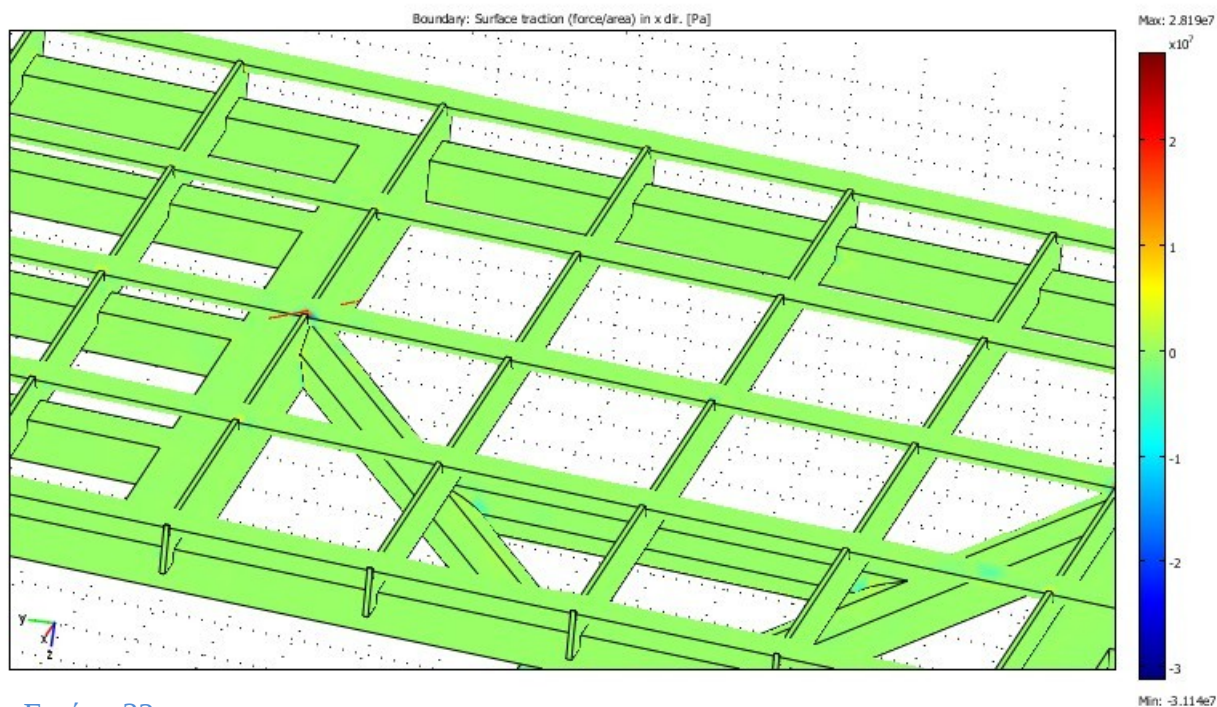 Boundary: Surface traction (force/area) in x dir. [Pa]
Max: 2.819e7
x10⁷
2
1
0
-1
-2
-3
Min: -3.114e7
y
x
z